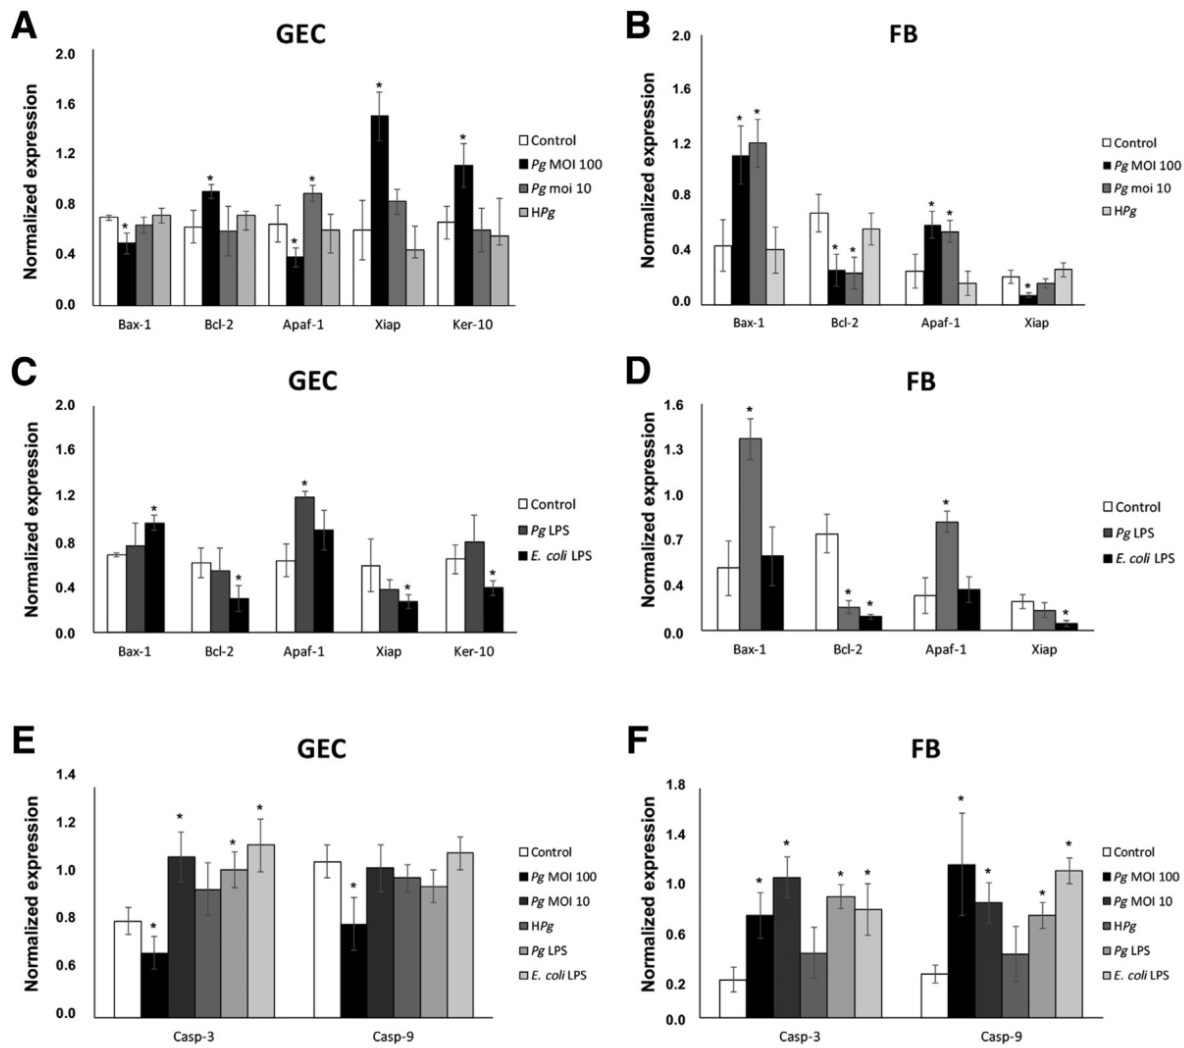 A
GEC
Normalized expression
2.0
1.6
1.2
0.8
0.4
0.0
*
*
*
*
*
*
Bax-1
Bcl-2
Apaf-1
Xiap
Ker-10
Control
Pg MOI 100
Pg moi 10
HPg
B
FB
Normalized expression
2.0
1.6
1.2
0.8
0.4
0.0
*
*
*
*
*
*
*
Bax-1
Bcl-2
Apaf-1
Xiap
Control
Pg MOI 100
Pg moi 10
HPg
C
GEC
Normalized expression
2.0
1.6
1.2
0.8
0.4
0.0
*
*
*
*
*
Bax-1
Bcl-2
Apaf-1
Xiap
Ker-10
Control
Pg LPS
E. coli LPS
D
FB
Normalized expression
1.6
1.3
1.0
0.7
0.4
0.0
*
*
*
*
*
Bax-1
Bcl-2
Apaf-1
Xiap
Control
Pg LPS
E. coli LPS
E
GEC
Normalized expression
1.4
1.2
1.0
0.8
0.6
0.0
*
*
*
*
*
Casp-3
Casp-9
Control
Pg MOI 100
Pg MOI 10
HPg
Pg LPS
E. coli LPS
F
FB
Normalized expression
1.8
1.4
1.0
0.6
0.2
0.0
*
*
*
*
*
*
*
*
Casp-3
Casp-9
Control
Pg MOI 100
Pg MOI 10
HPg
Pg LPS
E. coli LPS